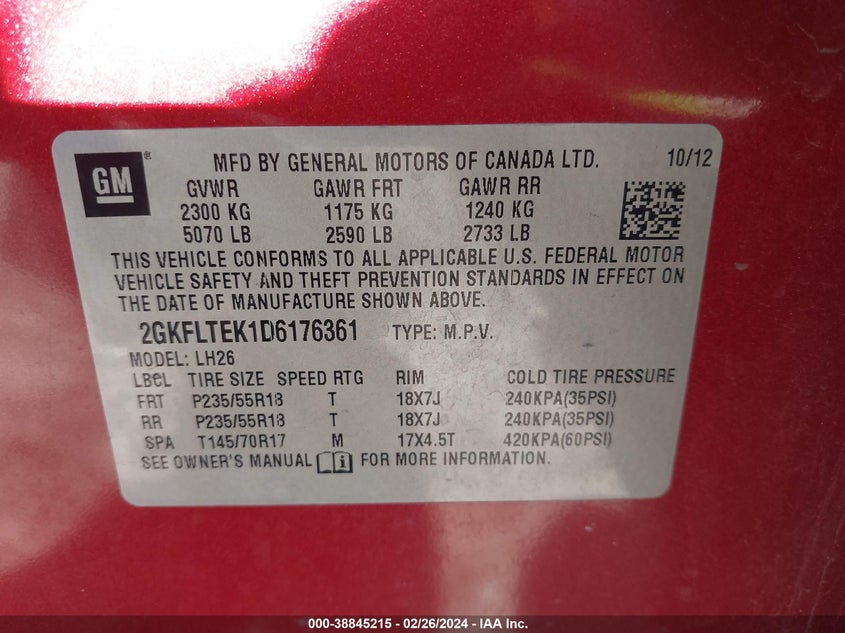 GM ® MFD BY GENERAL MOTORS OF CANADA LTD. 10/12
GVWR GAWR FRT GAWR RR
2300 KG 1175 KG 1240 KG
5070 LB 2590 LB 2733 LB
THIS VEHICLE CONFORMS TO ALL APPLICABLE U.S. FEDERAL MOTOR
VEHICLE SAFETY AND THEFT PREVENTION STANDARDS IN EFFECT ON
THE DATE OF MANUFACTURE SHOWN ABOVE.
2GKFLTEK1D6176361 TYPE: M.P.V.
MODEL: LH26
LBCL TIRE SIZE SPEED RTG RIM COLD TIRE PRESSURE
FRT P235/55R18 T 18X7J 240KPA(35PSI)
RR P235/55R18 T 18X7J 240KPA(35PSI)
SPA T145/70R17 M 17X4.5T 420KPA(60PSI)
SEE OWNER'S MANUAL i FOR MORE INFORMATION.
000-38845215 - 02/26/2024 - IAA Inc.